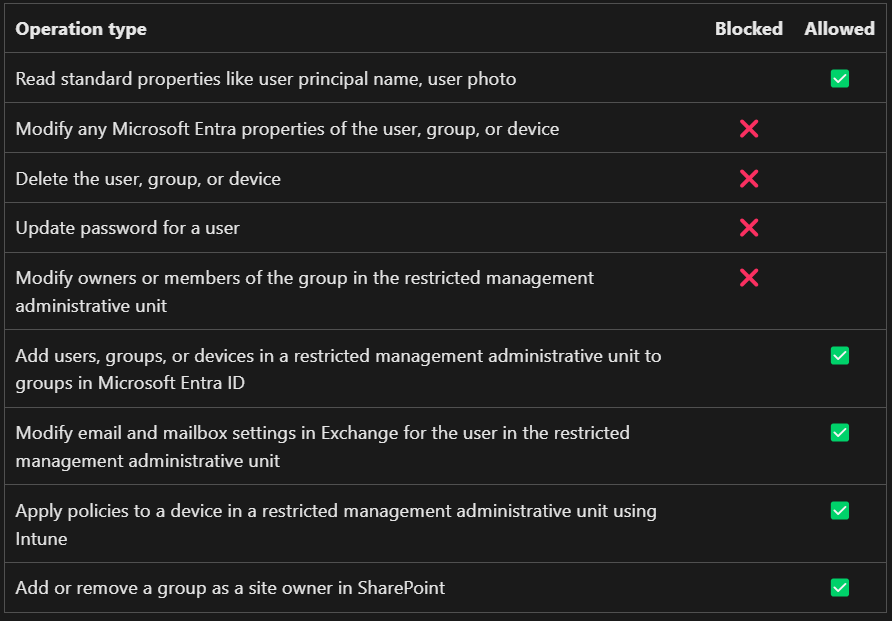 Operation type Blocked Allowed
Read standard properties like user principal name, user photo
Modify any Microsoft Entra properties of the user, group, or device
Delete the user, group, or device
Update password for a user
Modify owners or members of the group in the restricted management
administrative unit
Add users, groups, or devices in a restricted management administrative unit to
groups in Microsoft Entra ID
Modify email and mailbox settings in Exchange for the user in the restricted
management administrative unit
Apply policies to a device in a restricted management administrative unit using
Intune
Add or remove a group as a site owner in SharePoint